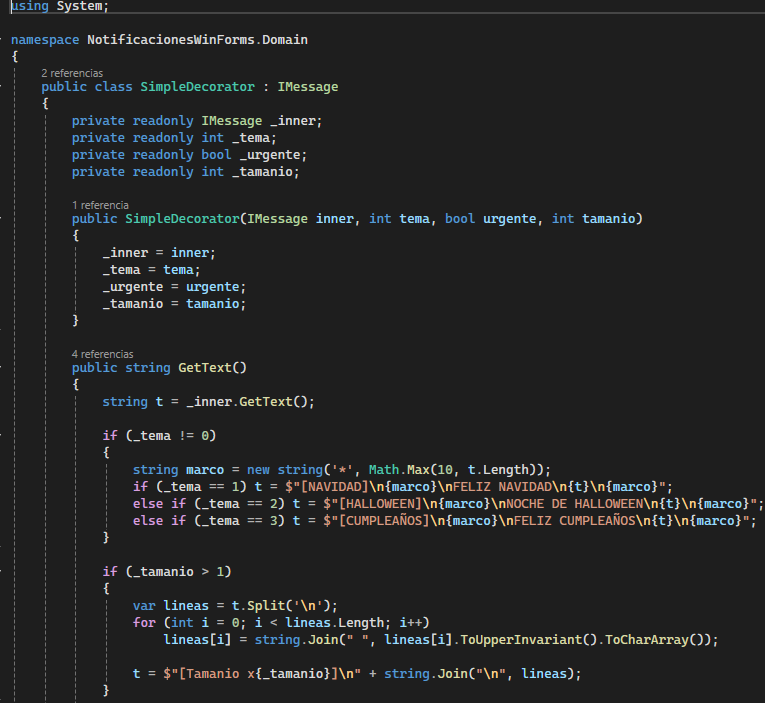 using System;
namespace NotificacionesWinForms.Domain
{
2 referencias
public class SimpleDecorator : IMessage
{
private readonly IMessage _inner;
private readonly int _tema;
private readonly bool _urgente;
private readonly int _tamanio;
1 referencia
public SimpleDecorator(IMessage inner, int tema, bool urgente, int tamanio)
{
_inner = inner;
_tema = tema;
_urgente = urgente;
_tamanio = tamanio;
}
4 referencias
public string GetText()
{
string t = _inner.GetText();
if (_tema != 0)
{
string marco = new string('*', Math.Max(10, t.Length));
if (_tema == 1) t = $"[NAVIDAD]\n{marco}\nFELIZ NAVIDAD\n{t}\n{marco}";
else if (_tema == 2) t = $"[HALLOWEEN]\n{marco}\nNOCHE DE HALLOWEEN\n{t}\n{marco}";
else if (_tema == 3) t = $"[CUMPLEAÑOS]\n{marco}\nFELIZ CUMPLEAÑOS\n{t}\n{marco}";
}
if (_tamanio > 1)
{
var lineas = t.Split('\n');
for (int i = 0; i < lineas.Length; i++)
lineas[i] = string.Join(" ", lineas[i].ToUpperInvariant().ToCharArray());
t = $"[Tamanio x{_tamanio}]\n" + string.Join("\n", lineas);
}